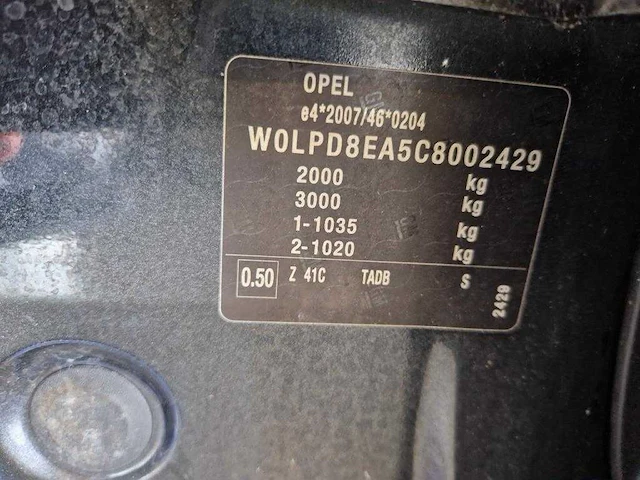 OPEL
e4*2007/46*0204
W0LPD8EA5C8002429
2000 kg
3000 kg
1-1035 kg
2-1020 kg
0.50 Z 41C TADB S
2429